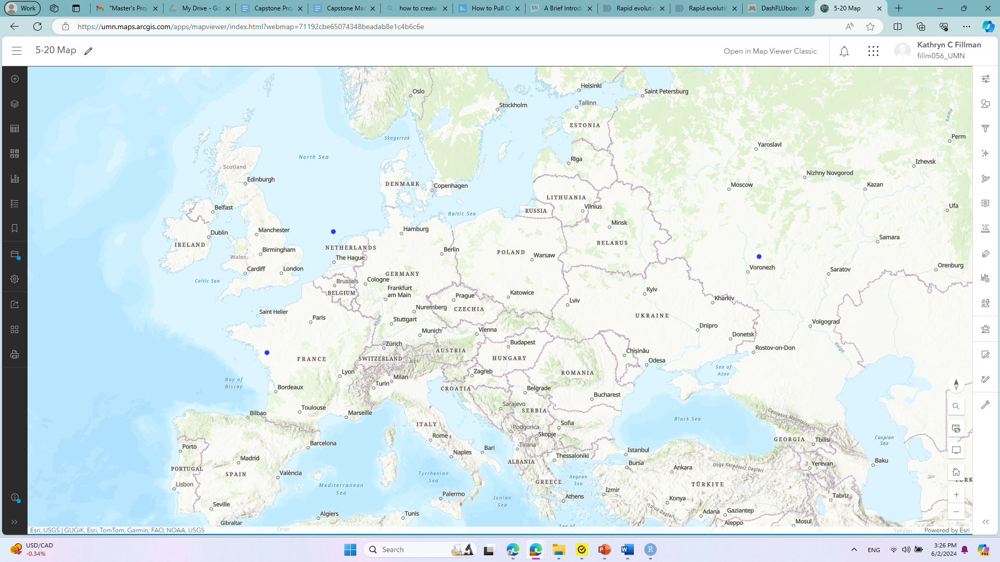 Work
"Master's Proj
My Drive - Go
Capstone Proj
Capstone Man
how to create
How to Pull O
A Brief Introdu
Rapid evolutic
Rapid evolutic
DashFLUboard
5-20 Map
https://umn.maps.arcgis.com/apps/mapviewer/index.html?webmap=71192cbe65074348beadab8e1c4b6c6e
5-20 Map
Open in Map Viewer Classic
Kathryn C Fillman
fillm056_UMN
Helsinki
Oslo
Saint Petersburg
Tallinn
Stockholm
Kama
ESTONIA
Skagerrak
Perm
Yaroslavl
North Sea
Rīga
Izhevsk
Scotland
Nizhny Novgorod
Edinburgh
DENMARK
Copenhagen
Moscow
Kazan
LITHUANIA
Belfast
Vilnius
Ufa
RUSSIA
Baltic Sea
Minsk
Manchester
Hamburg
Dublin
Samara
IRELAND
BELARUS
NETHERLANDS
Birmingham
Berlin
POLAND
Wales
The Hague
Warsaw
Cardiff
London
Voronezh
Saratov
Orenburg
GERMANY
Celtic Sea
Brussels
Cologne
Frankfurt
am Main
Kyiv
BELGIUM
Prague
Katowice
Lviv
Kharkiv
Nuremberg
CZECHIA
Saint Helier
Paris
Rhine
Stuttgart
UKRAINE
Volgograd
Munich
Vienna
Dnipro
Donetsk
Zürich
Budapest
Rostov-on-Don
Volga
AUSTRIA
Chișinău
FRANCE
SWITZERLAND
Alps
HUNGARY
Odesa
Sea of
Azov
Lyon
Zagreb
ROMANIA
Bay of
Biscay
Milan
Turin
Bordeaux
CROATIA
Belgrade
Bucharest
Toulouse
Sarajevo
SERBIA
Bilbao
Marseille
Black Sea
Caucasus Mountains
ITALY
Podgorica
Sofia
Rome
Skopje
GEORGIA
Tbilisi
Caspian
Sea
Porto
Barcelona
Naples
Bari
Tirana
Istanbul
Madrid
Thessaloniki
Bursa
ALBANIA
Ankara
Dogu Karadeniz Daglari
Yerevan
Baku
PORTUGAL
SPAIN
València
Tyrrhenian
Sea
Aegean
Sea
GREECE
TÜRKIYE
TURK
Lisbon
Mediterranean
Sea
Izmir
Palermo
Ionian
Sea
Athens
Konya
Tabriz
Seville
Toros Daglari
Adana
Gaziantep
Algiers
Tunis
Gibraltar
Aleppo
Mosul
Sea of
Crete
Oran
Tehran
Esri, USGS | GUGiK, Esri, TomTom, Garmin, FAO, NOAA, USGS
Powered by Esri
USD/CAD
-0.34%
Search
ENG
3:26 PM
6/2/2024